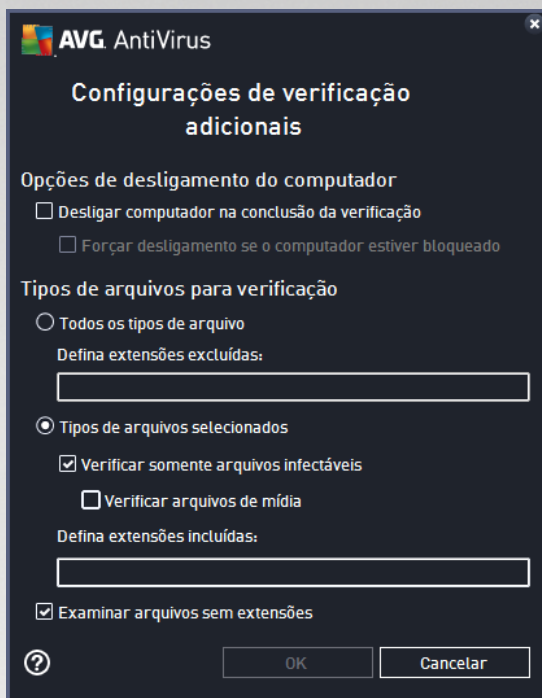 AVG. AntiVirus
Configurações de verificação
adicionais
Opções de desligamento do computador
Desligar computador na conclusão da verificação
Forçar desligamento se o computador estiver bloqueado
Tipos de arquivos para verificação
Todos os tipos de arquivo
Defina extensões excluídas:
Tipos de arquivos selecionados
Verificar somente arquivos infectáveis
Verificar arquivos de mídia
Defina extensões incluídas:
Examinar arquivos sem extensões
?
OK
Cancelar